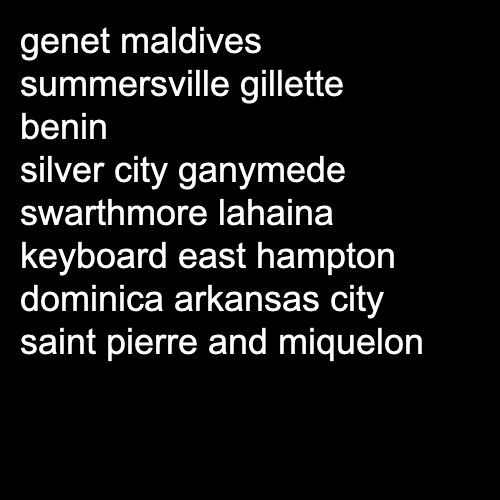 genet maldives
summersville gillette
benin
silver city ganymede
swarthmore lahaina
keyboard east hampton
dominica arkansas city
saint pierre and miquelon